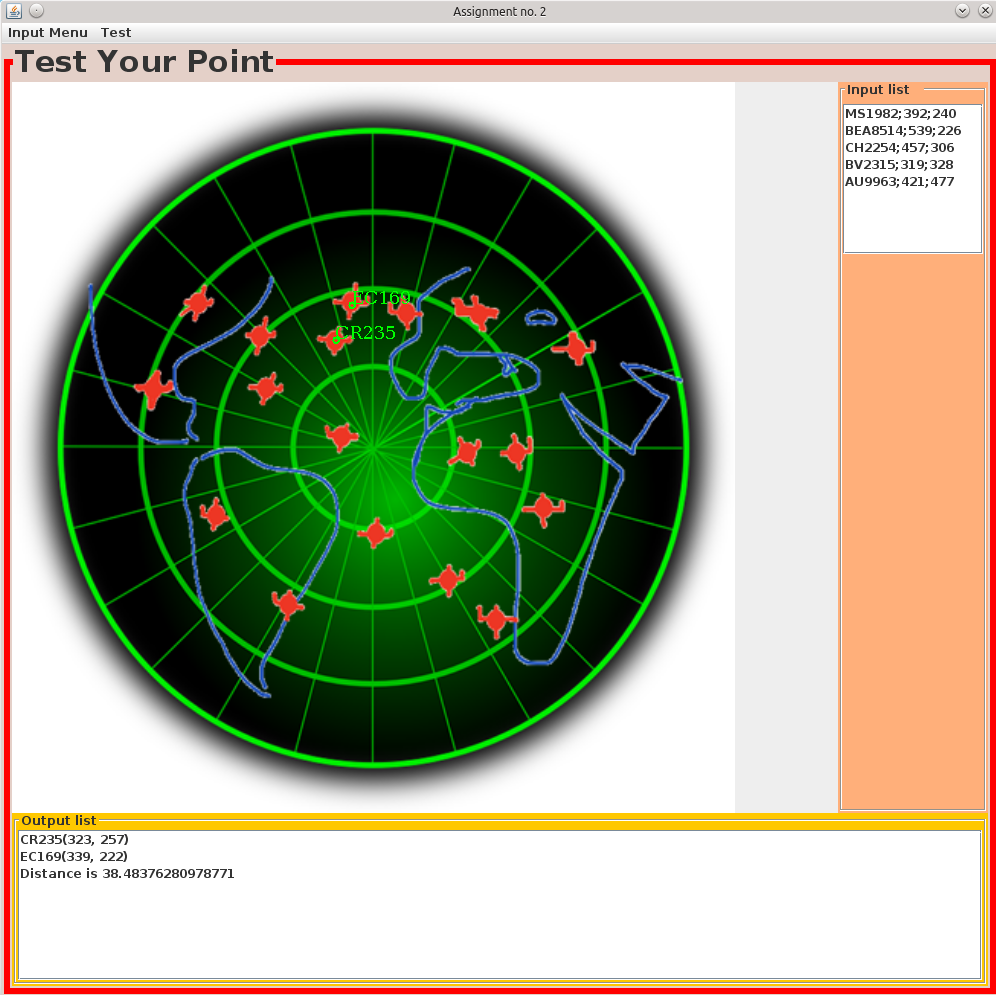 Assignment no. 2
Input Menu Test
Test Your Point
Input list
MS1982;392;240
BEA8514;539;226
CH2254;457;306
BV2315;319;328
AU9963;421;477
EC169
CR235
Output list
CR235(323, 257)
EC169(339, 222)
Distance is 38.48376280978771